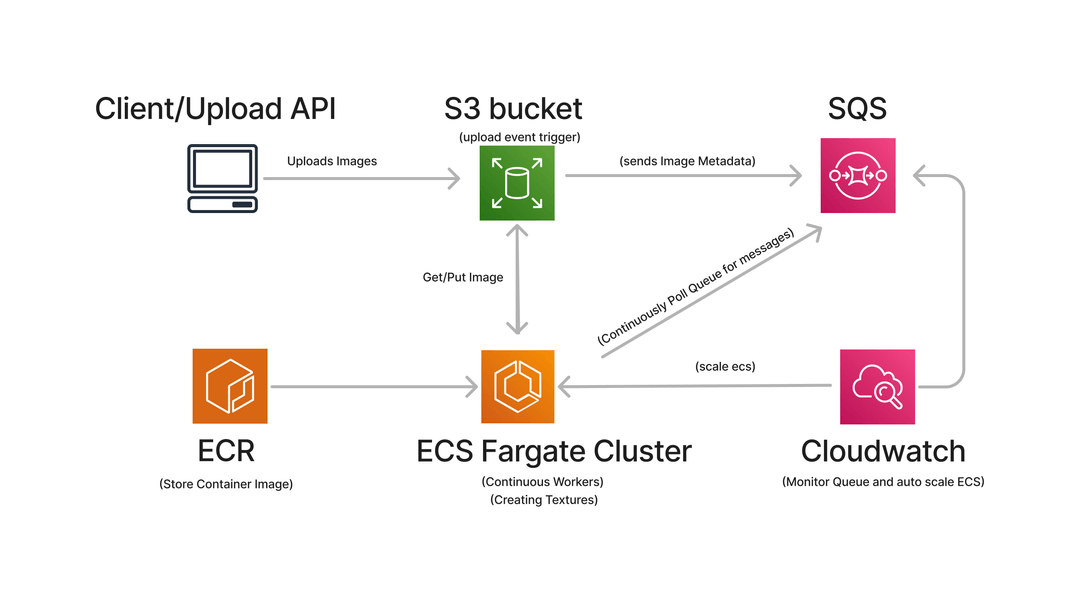 Client/Upload API
S3 bucket
SQS
(upload event trigger)
Uploads Images
(sends Image Metadata)
(Continuously Poll Queue for messages)
Get/Put Image
(scale ecs)
ECR
ECS Fargate Cluster
Cloudwatch
(Store Container Image)
(Continuous Workers)
(Creating Textures)
(Monitor Queue and auto scale ECS)